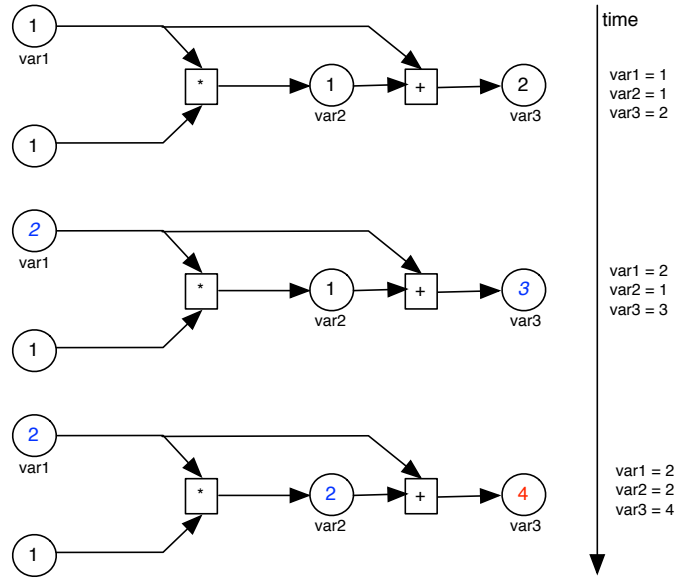 1
var1
*
1
var2
+
2
var3
1
time
var1 = 1
var2 = 1
var3 = 2
2
var1
*
1
var2
+
3
var3
1
var1 = 2
var2 = 1
var3 = 3
2
var1
*
2
var2
+
4
var3
1
var1 = 2
var2 = 2
var3 = 4